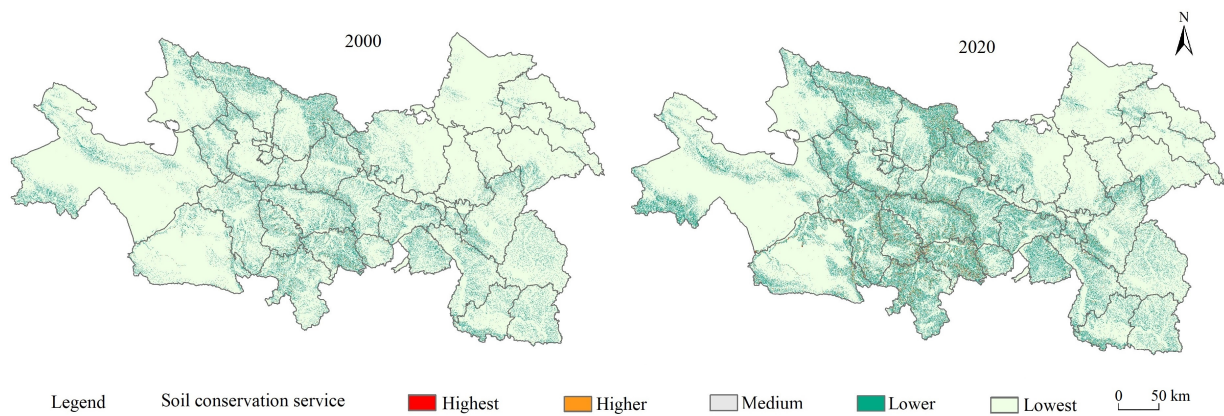 2000
2020
N
Legend
Soil conservation service
Highest
Higher
Medium
Lower
Lowest
0 50 km